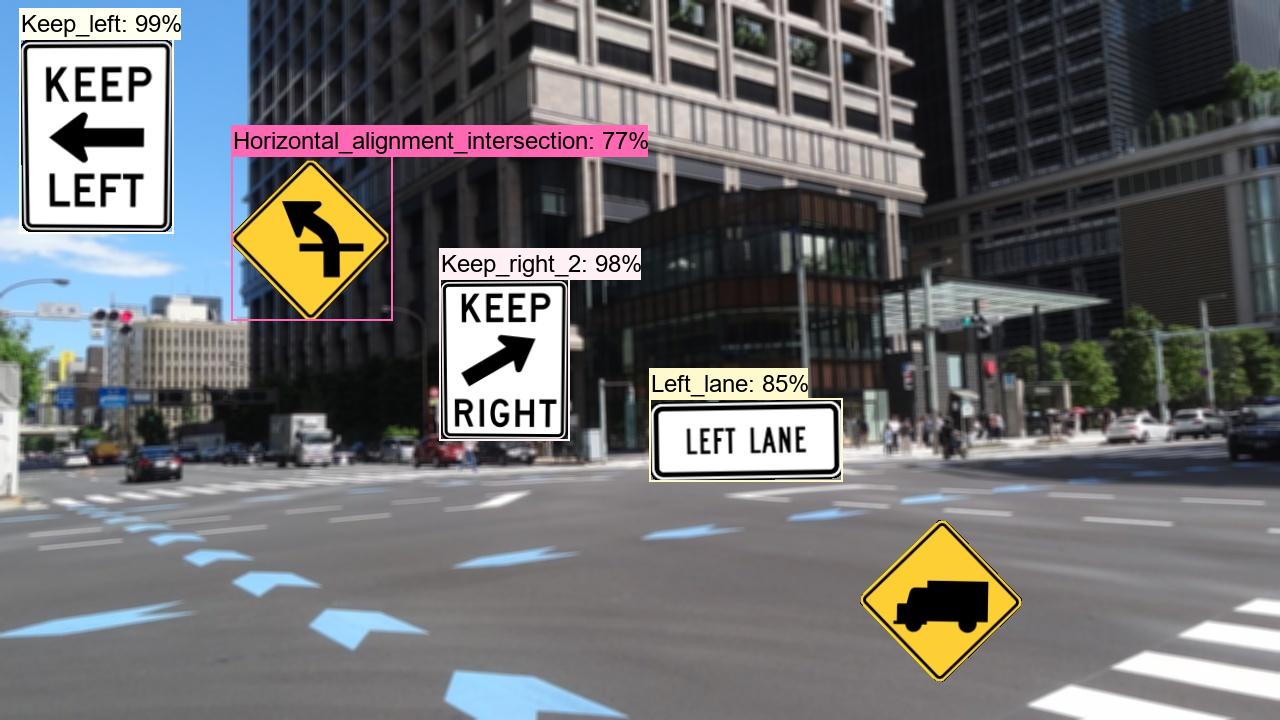 Keep_left: 99%
KEEP
LEFT
Horizontal_alignment_intersection: 77%
Keep_right_2: 98%
KEEP
RIGHT
Left_lane: 85%
LEFT LANE